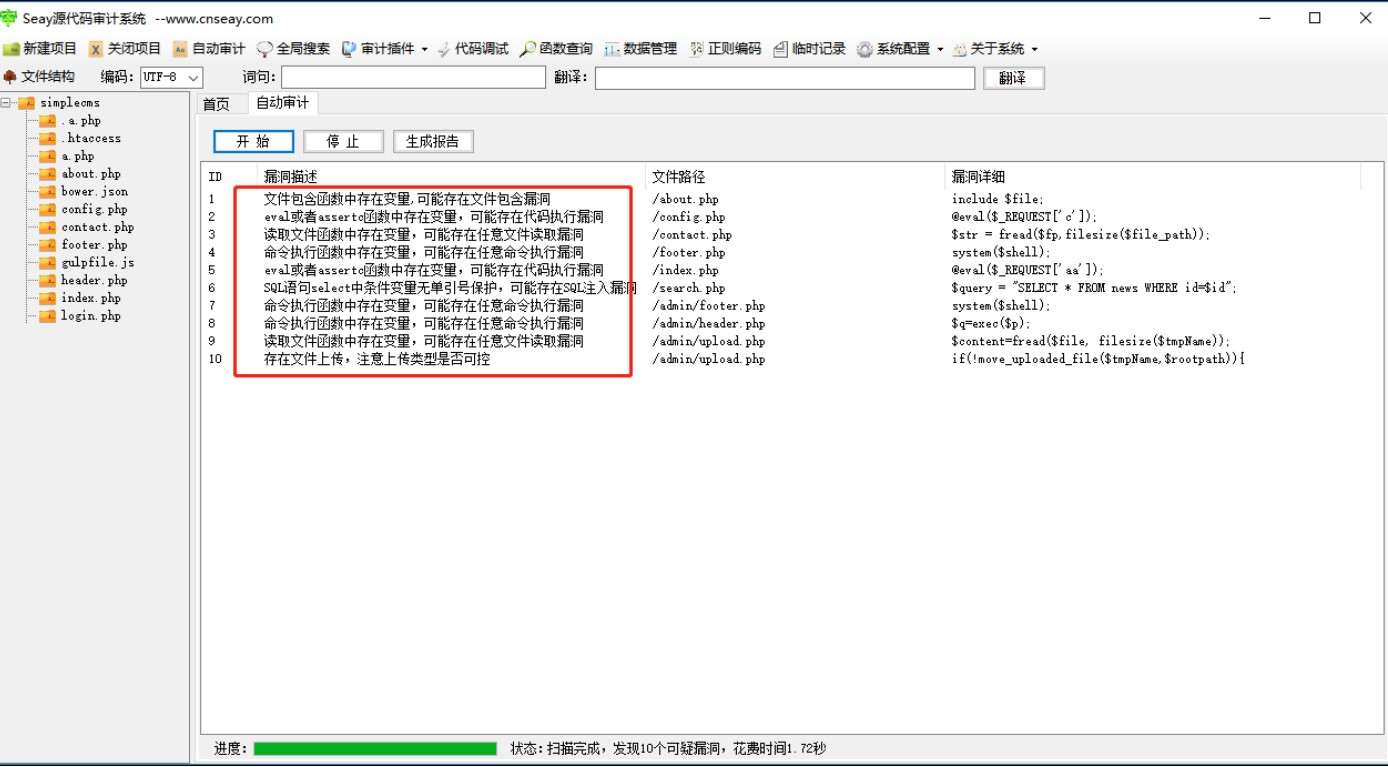 Seay源代码审计系统 --www.cnseay.com
新建项目 关闭项目 自动审计 全局搜索 审计插件 代码调试 函数查询 数据管理 正则编码 临时记录 系统配置 关于系统
文件结构 编码: UTF-8 词句: 翻译: 翻译
simplecms
.a.php
.htaccess
a.php
about.php
bower.json
config.php
contact.php
footer.php
gulpfile.js
header.php
index.php
login.php
首页 自动审计
开 始 停 止 生成报告
ID 漏洞描述 文件路径 漏洞详细
1 文件包含函数中存在变量,可能存在文件包含漏洞 /about.php include $file;
2 eval或者assertc函数中存在变量，可能存在代码执行漏洞 /config.php @eval($_REQUEST['c']);
3 读取文件函数中存在变量，可能存在任意文件读取漏洞 /contact.php $str = fread($fp,filesize($file_path));
4 命令执行函数中存在变量，可能存在任意命令执行漏洞 /footer.php system($shell);
5 eval或者assertc函数中存在变量，可能存在代码执行漏洞 /index.php @eval($_REQUEST['aa']);
6 SQL语句select中条件变量无单引号保护，可能存在SQL注入漏洞 /search.php $query = "SELECT * FROM news WHERE id=$id";
7 命令执行函数中存在变量，可能存在任意命令执行漏洞 /admin/footer.php system($shell);
8 命令执行函数中存在变量，可能存在任意命令执行漏洞 /admin/header.php $q=exec($p);
9 读取文件函数中存在变量，可能存在任意文件读取漏洞 /admin/upload.php $content=fread($file, filesize($tmpName));
10 存在文件上传，注意上传类型是否可控 /admin/upload.php if(!move_uploaded_file($tmpName,$rootpath)){
进度: 状态:扫描完成，发现10个可疑漏洞，花费时间1.72秒